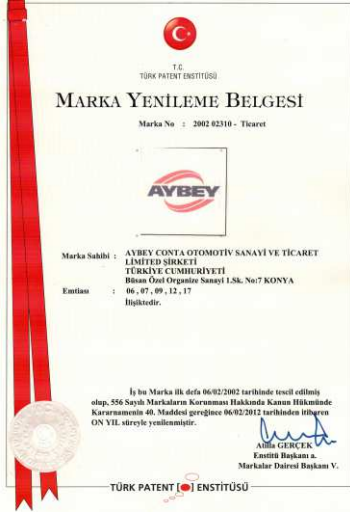 T.C.
TÜRK PATENT ENSTİTÜSÜ
MARKA YENİLEME BELGESİ
Marka No : 2002 02310 - Ticaret
AYBEY
Marka Sahibi : AYBEY CONTA OTOMOTİV SANAYİ VE TİCARET
LİMİTED ŞİRKETİ
TÜRKİYE CUMHURİYETİ
Büsan Özel Organize Sanayi 1.Sk. No:7 KONYA
Emtiası : 06 , 07 , 09 , 12 , 17
İlişiktedir.
İş bu Marka ilk defa 06/02/2002 tarihinde tescil edilmiş
olup, 556 Sayılı Markaların Korunması Hakkında Kanun Hükmünde
Kararnamenin 40. Maddesi gereğince 06/02/2012 tarihinden itibaren
ON YIL süreyle yenilenmiştir.
Atilla GERÇEK
Enstitü Başkanı a.
Markalar Dairesi Başkanı V.
TÜRK PATENT ENSTİTÜSÜ